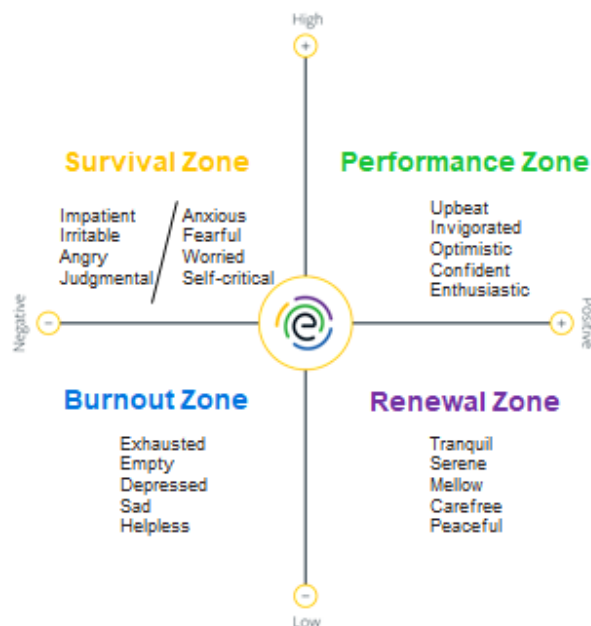 High
+
Survival Zone
Performance Zone
Impatient
Irritable
Angry
Judgmental
Anxious
Fearful
Worried
Self-critical
Upbeat
Invigorated
Optimistic
Confident
Enthusiastic
Negative
-
e
+
Positive
Burnout Zone
Renewal Zone
Exhausted
Empty
Depressed
Sad
Helpless
Tranquil
Serene
Mellow
Carefree
Peaceful
-
Low